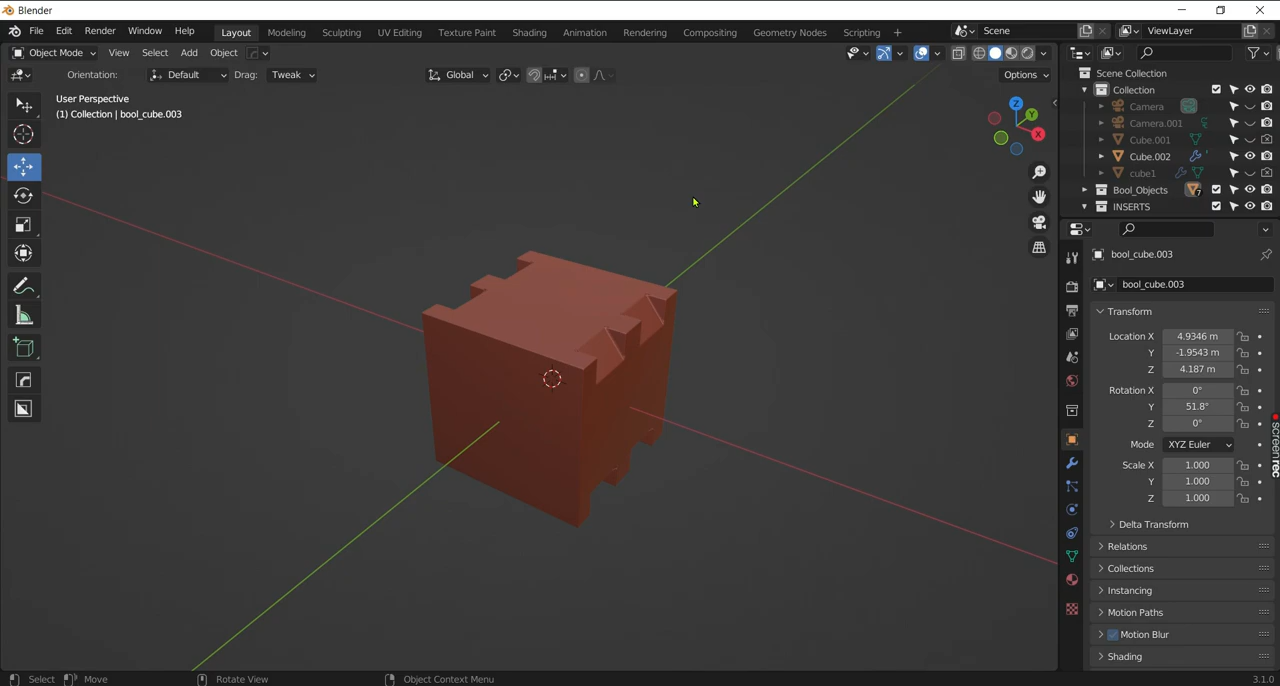 Blender
File Edit Render Window Help Layout Modeling Sculpting UV Editing Texture Paint Shading Animation Rendering Compositing Geometry Nodes Scripting + Scene ViewLayer
Object Mode View Select Add Object
Orientation: Default Drag: Tweak Global Options
User Perspective
(1) Collection | bool_cube.003
Z
Y
X
Scene Collection
Collection
Camera
Camera.001
Cube.001
Cube.002
cube1
Bool_Objects 7
INSERTS
bool_cube.003
bool_cube.003
Transform
Location X 4.9346 m
Y -1.9543 m
Z 4.187 m
Rotation X 0°
Y 51.8°
Z 0°
Mode XYZ Euler
Scale X 1.000
Y 1.000
Z 1.000
Delta Transform
Relations
Collections
Instancing
Motion Paths
Motion Blur
Shading
screenrec
Select Move Rotate View Object Context Menu 3.1.0